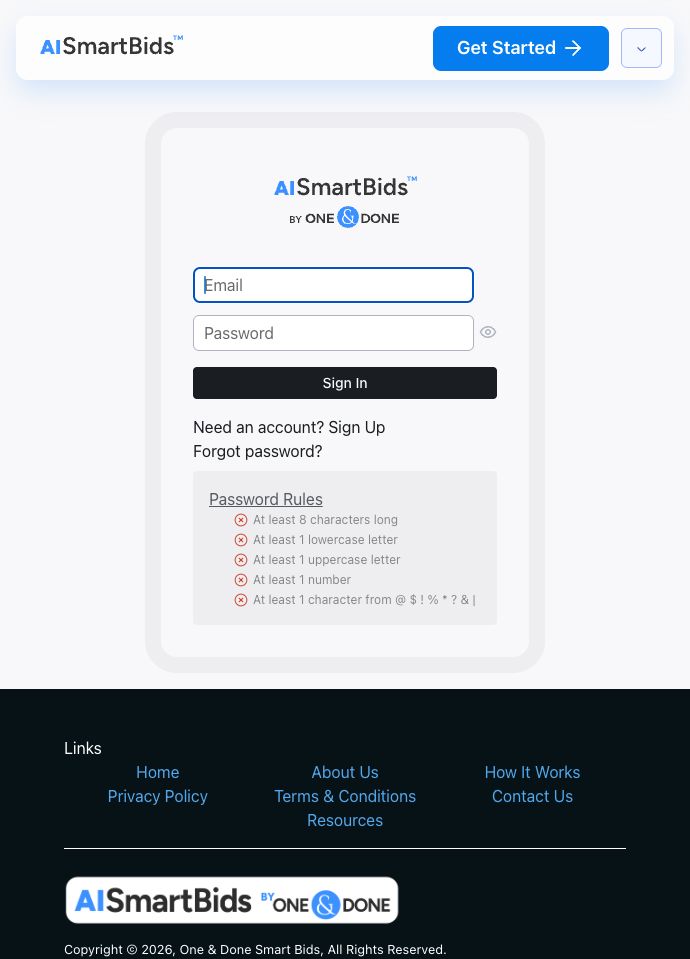 AISmartBids™
Get Started
AISmartBids™
BY ONE & DONE
Email
Password
Sign In
Need an account? Sign Up
Forgot password?
Password Rules
At least 8 characters long
At least 1 lowercase letter
At least 1 uppercase letter
At least 1 number
At least 1 character from @ $ ! % * ? & |
Links
Home About Us How It Works
Privacy Policy Terms & Conditions Contact Us
Resources
AISmartBids BY ONE & DONE
Copyright © 2026, One & Done Smart Bids, All Rights Reserved.